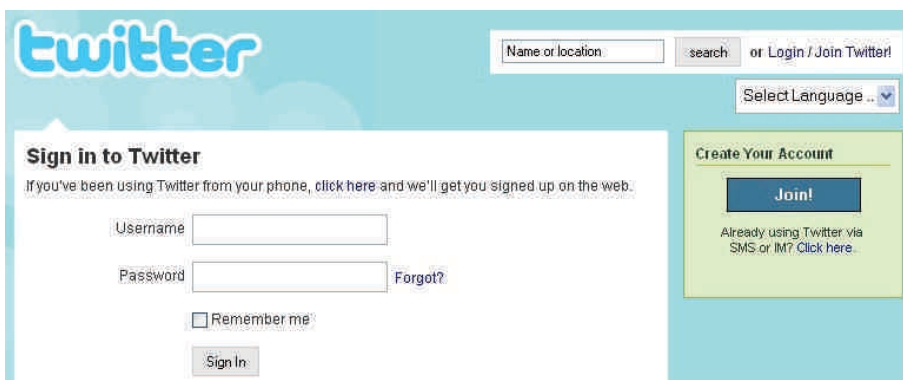 twitter
Name or location search or Login / Join Twitter!
Select Language ..
Sign in to Twitter
If you've been using Twitter from your phone, click here and we'll get you signed up on the web.
Username
Password Forgot?
Remember me
Sign In
Create Your Account
Join!
Already using Twitter via
SMS or IM? Click here.